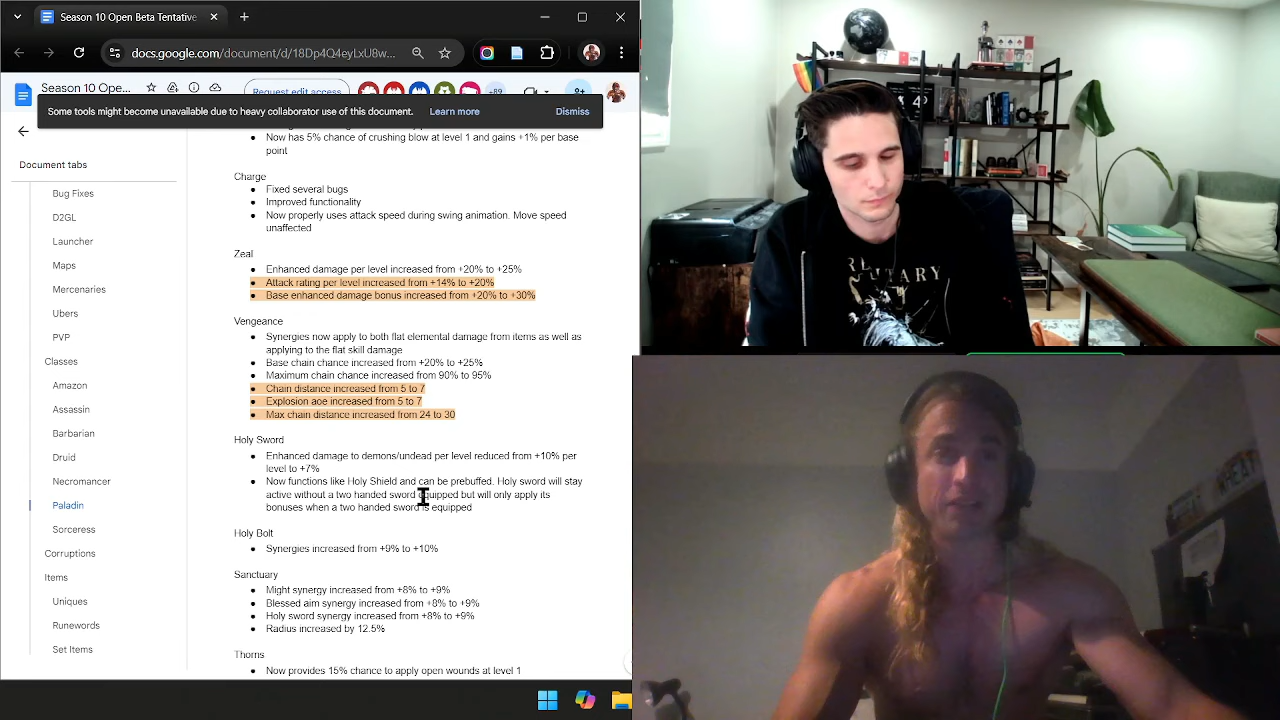 Season 10 Open Beta Tentative
docs.google.com/document/d/18Dp4Q4eyLxU8w...
Season 10 Ope...
Request edit access
+89
Some tools might become unavailable due to heavy collaborator or use of this document.
Learn more
Dismiss
Document tabs
Bug Fixes
D2GL
Launcher
Maps
Mercenaries
Ubers
PVP
Classes
Amazon
Assassin
Barbarian
Druid
Necromancer
Paladin
Sorceress
Corruptions
Items
Uniques
Runewords
Set Items
Now has 5% chance of crushing blow at level 1 and gains +1% per base
point
Charge
Fixed several bugs
Improved functionality
Now properly uses attack speed during swing animation. Move speed
unaffected
Zeal
Enhanced damage per level increased from +20% to +25%
Attack rating per level increased from +14% to +20%
Base enhanced damage bonus increased from +20% to +30%
Vengeance
Synergies now apply to both flat elemental damage from items as well as
applying to the flat skill damage
Base chain chance increased from +20% to +25%
Maximum chain chance increased from 90% to 95%
Chain distance increased from 5 to 7
Explosion aoe increased from 5 to 7
Max chain distance increased from 24 to 30
Holy Sword
Enhanced damage to demons/undead per level reduced from +10% per
level to +7%
Now functions like Holy Shield and can be prebuffed. Holy sword will stay
active without a two handed sword equipped but will only apply its
bonuses when a two handed sword is equipped
Holy Bolt
Synergies increased from +9% to +10%
Sanctuary
Might synergy increased from +8% to +9%
Blessed aim synergy increased from +8% to +9%
Holy sword synergy increased from +8% to +9%
Radius increased by 12.5%
Thorns
Now provides 15% chance to apply open wounds at level 1